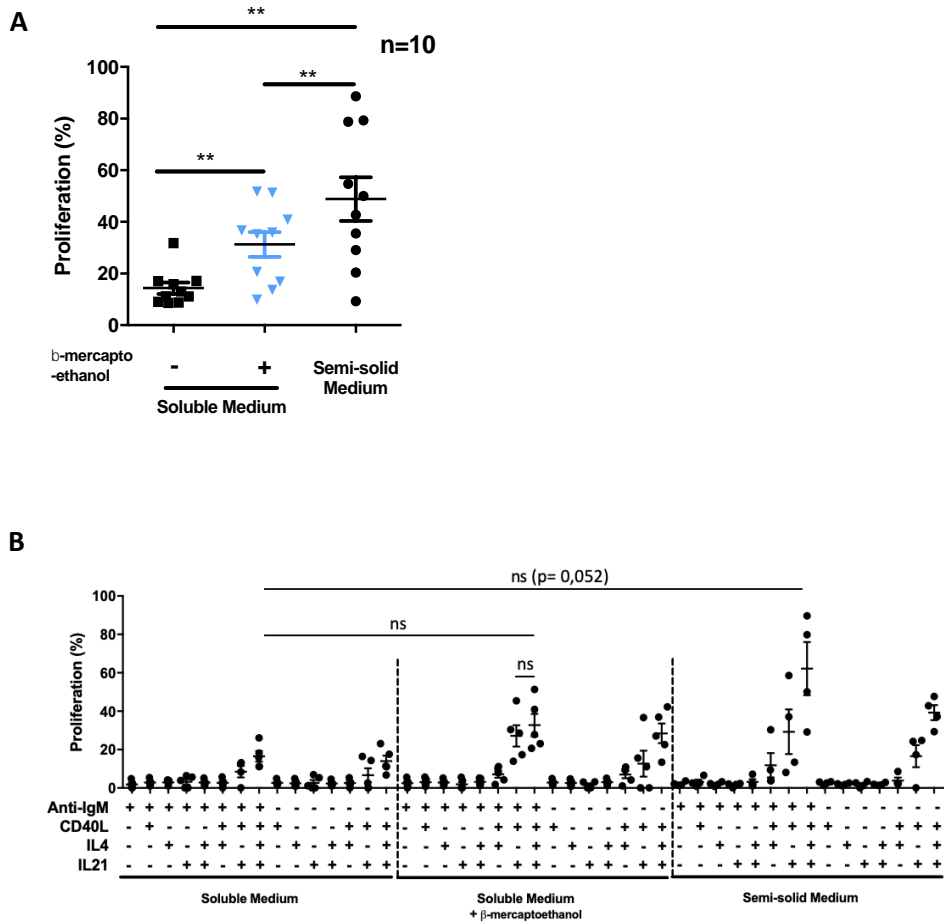 A
n=10
**
**
**
Proliferation (%)
100
80
60
40
20
0
b-mercapto
-ethanol
- +
Semi-solid
Medium
Soluble Medium
B
ns (p= 0,052)
ns
ns
Proliferation (%)
100
80
60
40
20
0
Anti-IgM + - + + + + + + - - - - - - - + - + + + + + + - - - - - - - + - + + + + + + - - - - - - -
CD40L - + - - - + + + + - - - + + + - + - - - + + + + - - - + + + - + - - - + + + + - - - + + +
IL4 - - + - + + - + - + - + + - + - - + - + + - + - + - + + - + - - + - + + - + - + - + + - +
IL21 - - - + + - + + - - + + - + + - - - + + - + + - - + + - + + - - - + + - + + - - + + - + +
Soluble Medium
Soluble Medium
+ β-mercaptoethanol
Semi-solid Medium